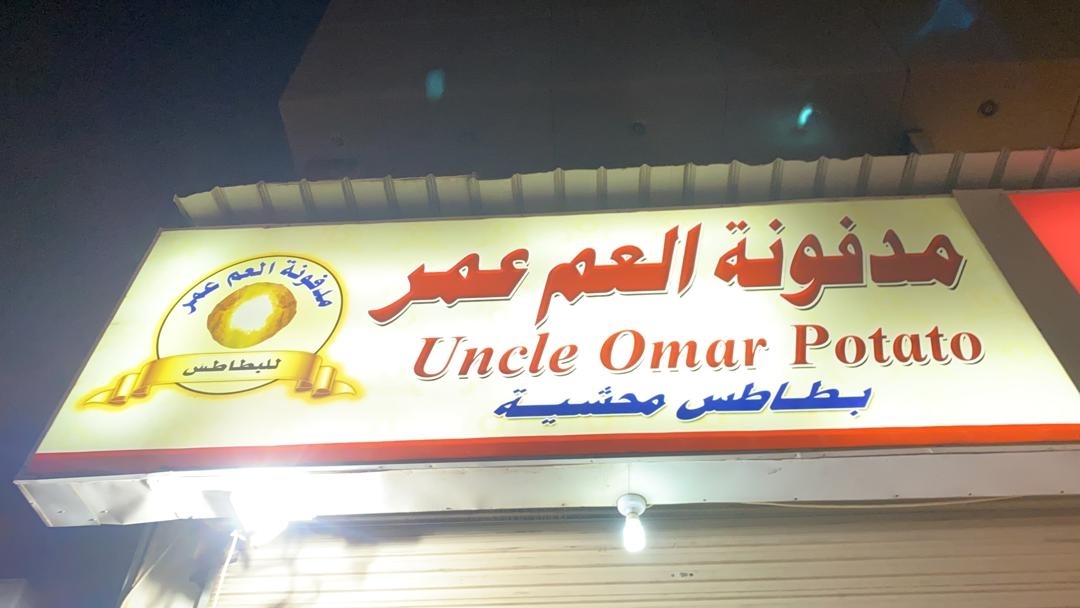 مدفونة العم عمر
Uncle Omar Potato
بطاطس محشية
مدفونة العم عمر
للبطاطس